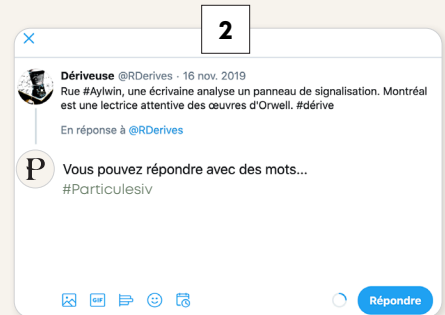 2
Dériveuse @RDerives · 16 nov. 2019
Rue #Aylwin, une écrivaine analyse un panneau de signalisation. Montréal
est une lectrice attentive des œuvres d'Orwell. #dérive
En réponse à @RDerives
P
Vous pouvez répondre avec des mots...
#Particulesiv
GIF
Répondre